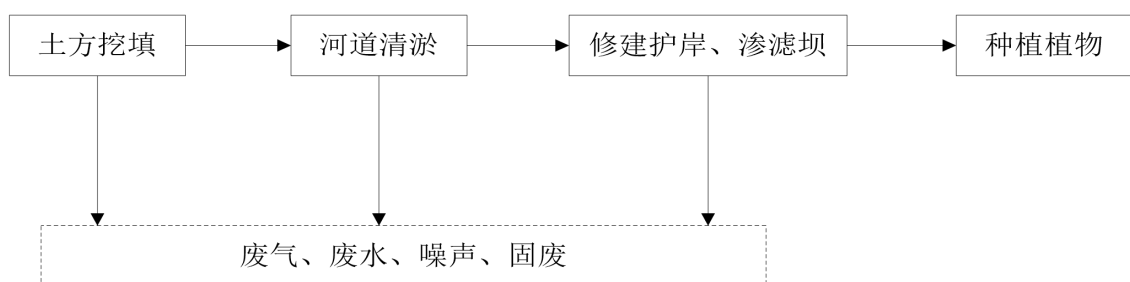 土方挖填
河道清淤
修建护岸、渗滤坝
种植植物
废气、废水、噪声、固废